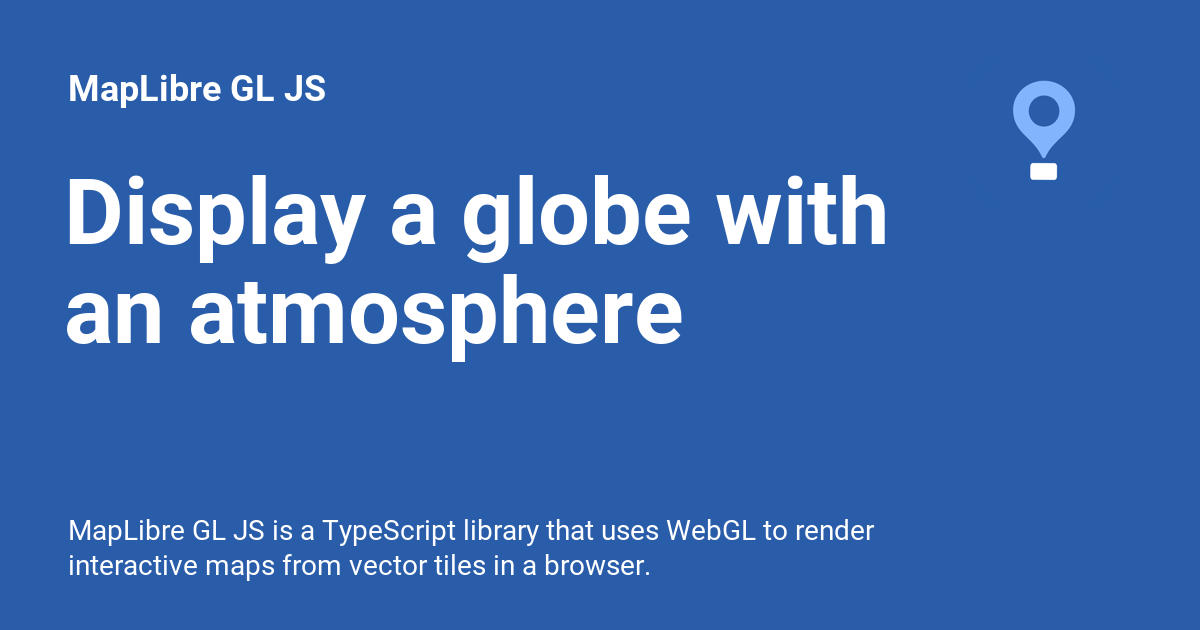 MapLibre GL JS
Display a globe with
an atmosphere
MapLibre GL JS is a TypeScript library that uses WebGL to render
interactive maps from vector tiles in a browser.